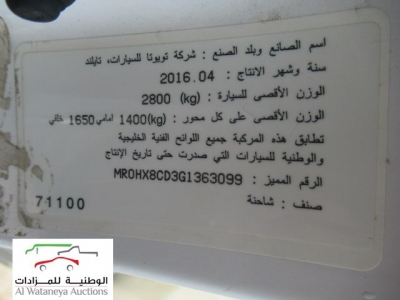 اسم الصانع وبلد الصنع : شركة تويوتا للسيارات، تايلند
سنة وشهر الانتاج : 2016.04
الوزن الأقصى للسيارة : (kg) 2800
الوزن الأقصى على كل محور : (kg)1400 امامي 1650 خلفي
تطابق هذه المركبة جميع اللوائح الفنية الخليجية
والوطنية للسيارات التي صدرت حتى تاريخ الإنتاج
الرقم المميز : MR0HX8CD3G1363099
صنف : شاحنة 71100
الوطنية للمزادات
Al Wataneya Auctions